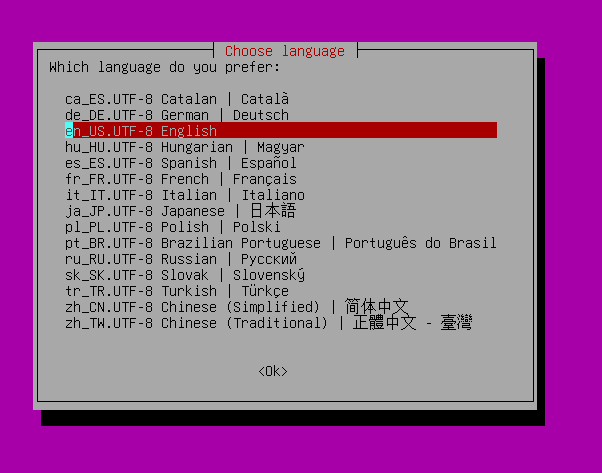 Choose language
Which language do you prefer:
ca_ES.UTF-8 Catalan | Català
de_DE.UTF-8 German | Deutsch
en_US.UTF-8 English
hu_HU.UTF-8 Hungarian | Magyar
es_ES.UTF-8 Spanish | Español
fr_FR.UTF-8 French | Français
it_IT.UTF-8 Italian | Italiano
ja_JP.UTF-8 Japanese | 日本語
pl_PL.UTF-8 Polish | Polski
pt_BR.UTF-8 Brazilian Portuguese | Português do Brasil
ru_RU.UTF-8 Russian | Русский
sk_SK.UTF-8 Slovak | Slovenský
tr_TR.UTF-8 Turkish | Türkçe
zh_CN.UTF-8 Chinese (Simplified) | 简体中文
zh_TW.UTF-8 Chinese (Traditional) | 正體中文 - 臺灣
<Ok>